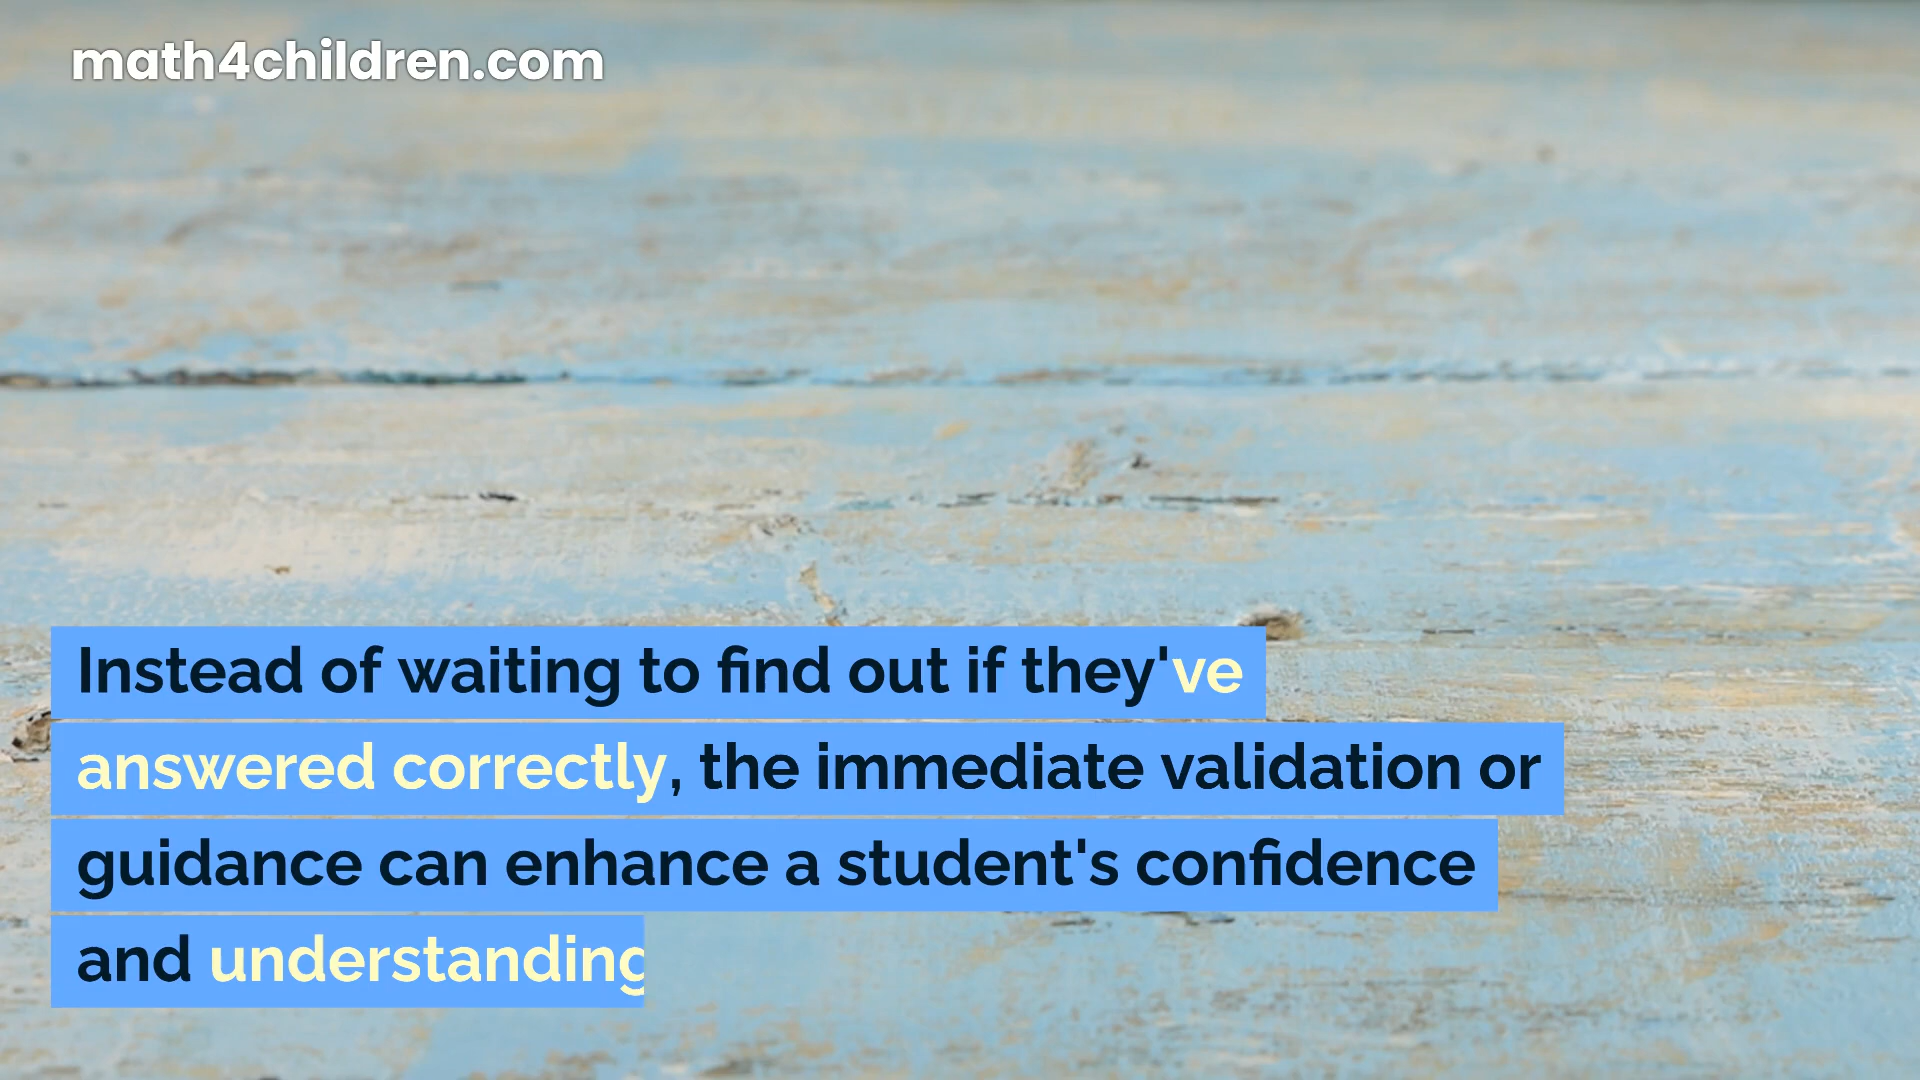 math4children.com
Instead of waiting to find out if they've
answered correctly, the immediate validation or
guidance can enhance a student's confidence
and understanding